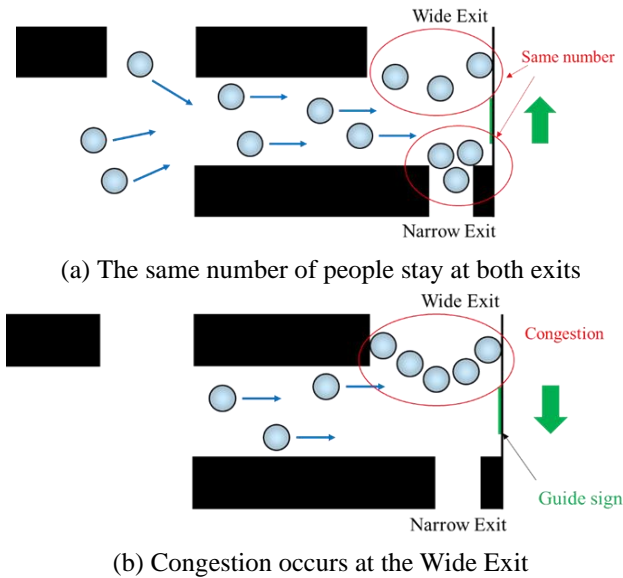 Wide Exit
Same number
Narrow Exit
(a) The same number of people stay at both exits
Wide Exit
Congestion
Guide sign
Narrow Exit
(b) Congestion occurs at the Wide Exit